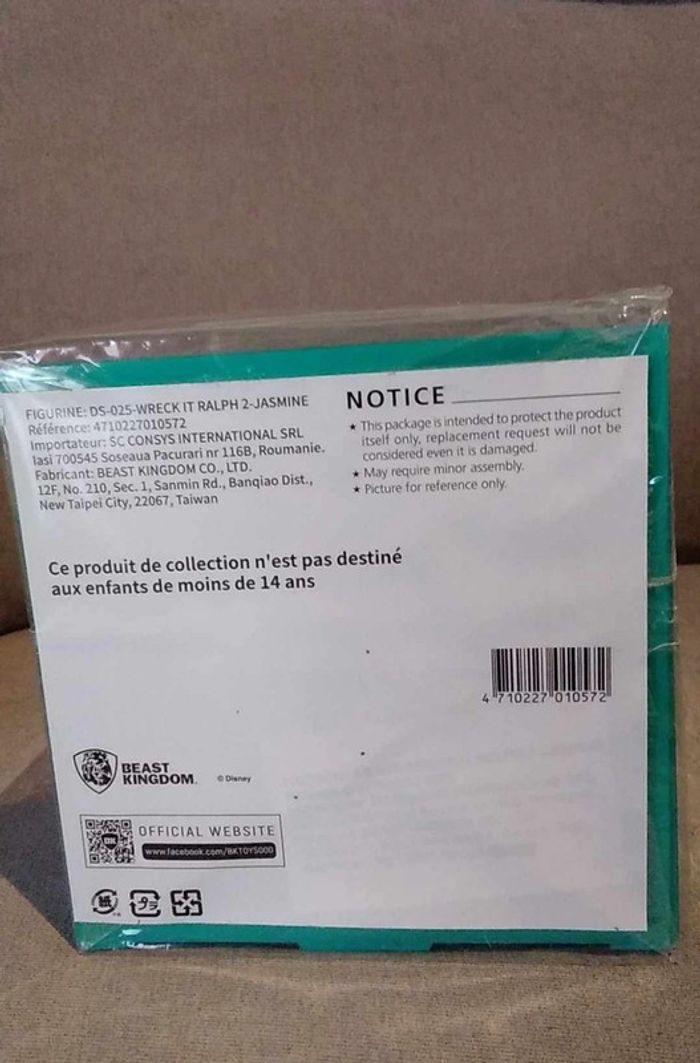 FIGURINE: DS-025-WRECK IT RALPH 2-JASMINE
Référence: 4710227010572
Importateur: SC CONSYS INTERNATIONAL SRL
Iasi 700545 Soseaua Pacurari nr 116B, Roumanie.
Fabricant: BEAST KINGDOM CO., LTD.
12F, No. 210, Sec. 1, Sanmin Rd., Banqiao Dist.,
New Taipei City, 22067, Taiwan
NOTICE
★ This package is intended to protect the product
itself only, replacement request will not be
considered even it is damaged.
★ May require minor assembly.
★ Picture for reference only.
Ce produit de collection n'est pas destiné
aux enfants de moins de 14 ans
4 710227 010572
BEAST
KINGDOM.
© Disney
BK
OFFICIAL WEBSITE
www.facebook.com/BKTOYS000
紙
プラ